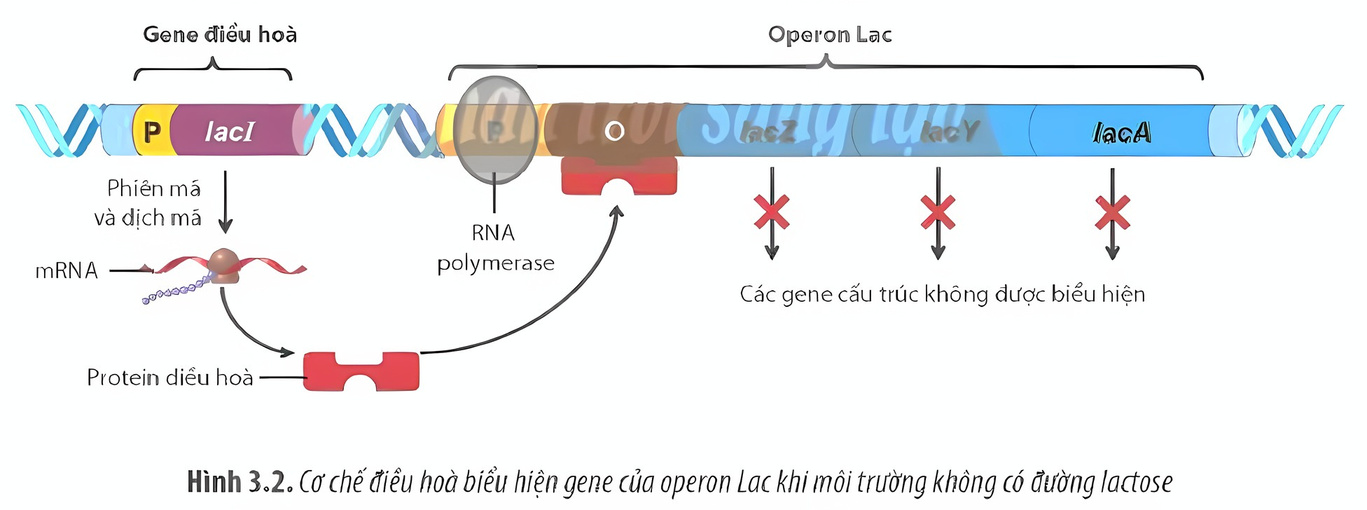 Gene điều hoà
Operon Lac
P
lacI
P
O
lacZ
lacY
lacA
Phiên mã
và dịch mã
RNA
polymerase
mRNA
Các gene cấu trúc không được biểu hiện
Protein điều hoà
Hình 3.2. Cơ chế điều hoà biểu hiện gene của operon Lac khi môi trường không có đường lactose